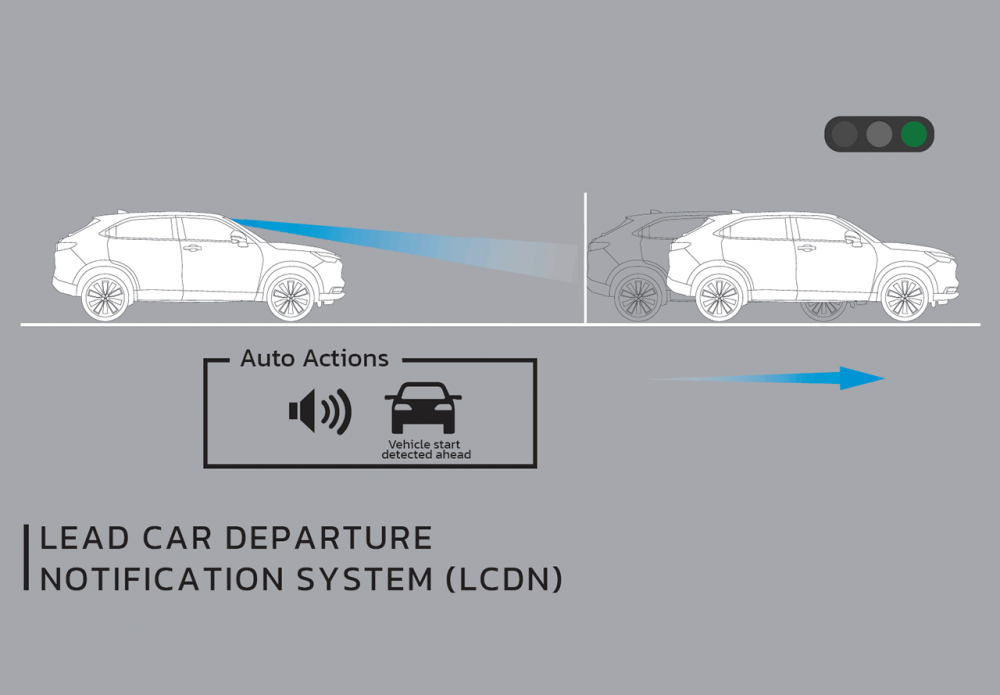 Auto Actions
Vehicle start
detected ahead
LEAD CAR DEPARTURE
NOTIFICATION SYSTEM (LCDN)